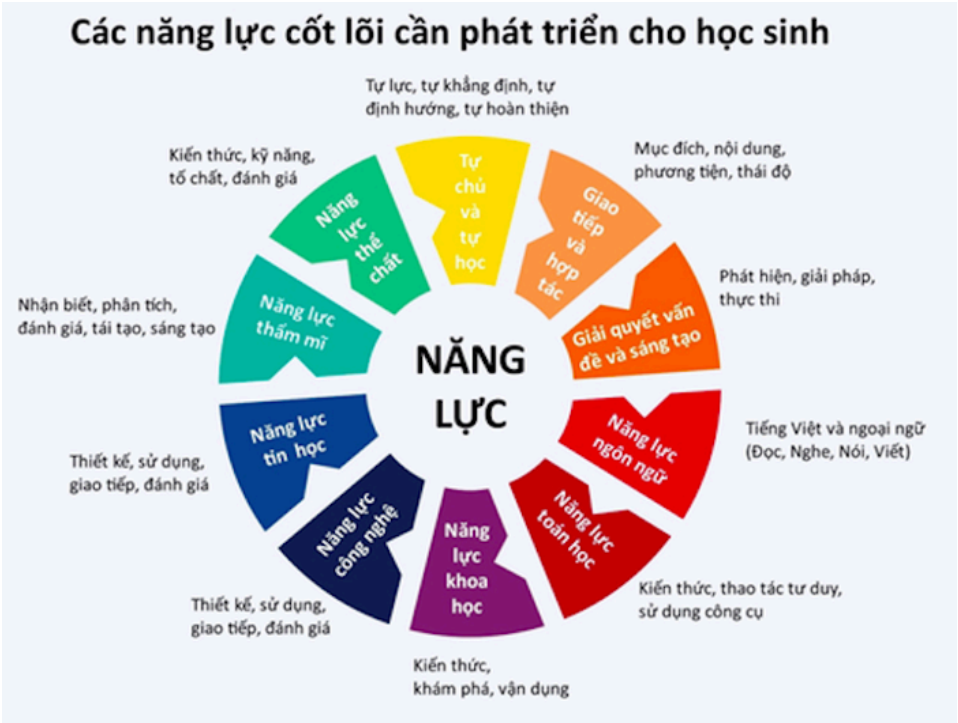 Các năng lực cốt lõi cần phát triển cho học sinh
Tự lực, tự khẳng định, tự
định hướng, tự hoàn thiện
Tự
chủ
và
tự
học
Mục đích, nội dung,
phương tiện, thái độ
Giao
tiếp
và
hợp
tác
Phát hiện, giải pháp,
thực thi
Giải quyết vấn
đề và sáng tạo
Tiếng Việt và ngoại ngữ
(Đọc, Nghe, Nói, Viết)
Năng lực
ngôn ngữ
Kiến thức, thao tác tư duy,
sử dụng công cụ
Năng lực
toán học
Kiến thức,
khám phá, vận dụng
Năng
lực
khoa
học
Thiết kế, sử dụng,
giao tiếp, đánh giá
Năng lực
công nghệ
Thiết kế, sử dụng,
giao tiếp, đánh giá
Năng lực
tin học
Nhận biết, phân tích,
đánh giá, tái tạo, sáng tạo
Năng lực
thẩm mĩ
Kiến thức, kỹ năng,
tố chất, đánh giá
Năng
lực
thể
chất
NĂNG
LỰC